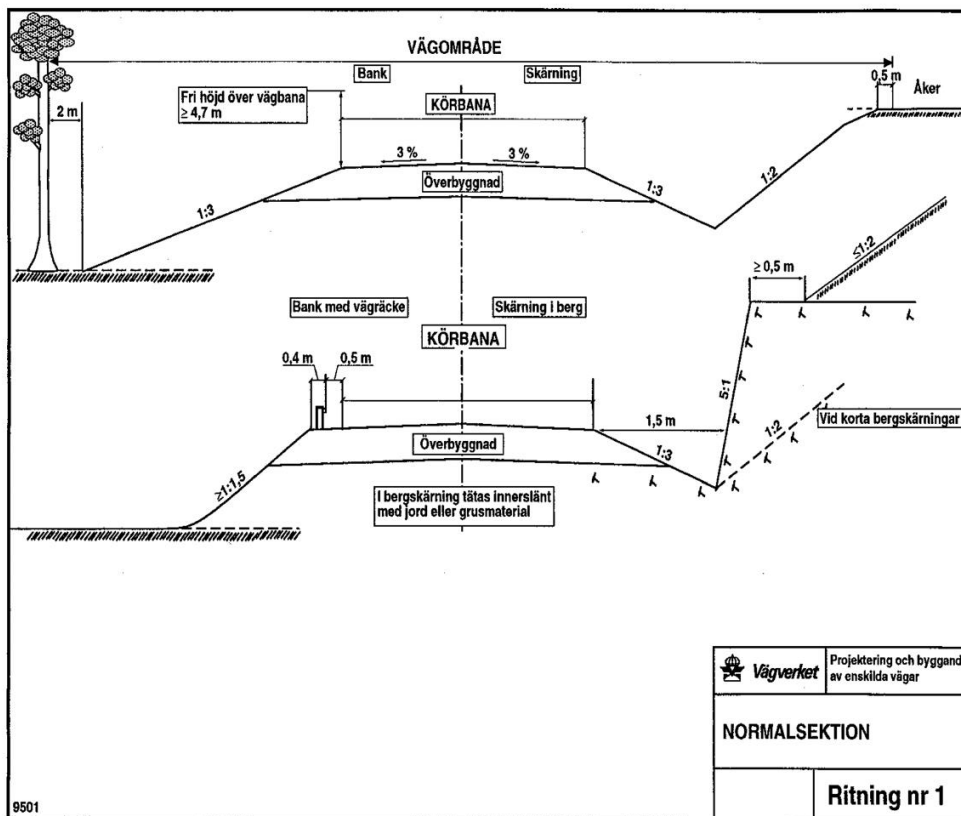 VÄGOMRÅDE
Bank
Skärning
0,5 m
Åker
2 m
Fri höjd över vägbana
≥ 4,7 m
KÖRBANA
3 %
3 %
Överbyggnad
1:3
1:3
1:2
≤1:2
≥ 0,5 m
Bank med vägräcke
Skärning i berg
KÖRBANA
0,4 m
0,5 m
1,5 m
5:1
1:2
Vid korta bergskärningar
Överbyggnad
1:3
≥1:1,5
I bergskärning tätas innerslänt
med jord eller grusmaterial
Vägverket
Projektering och byggand
av enskilda vägar
NORMALSEKTION
Ritning nr 1
9501